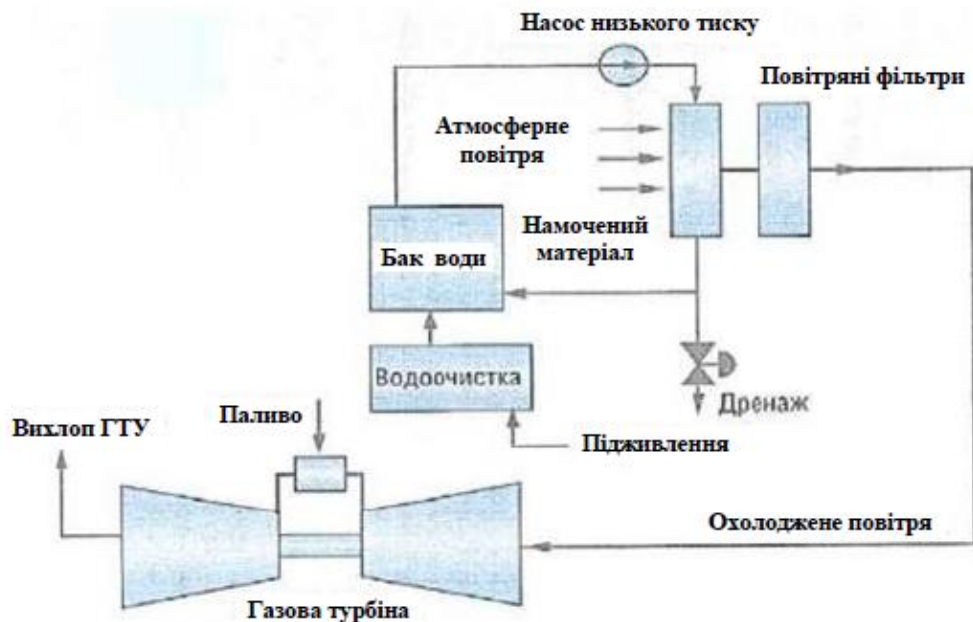 Насос низького тиску
Повітряні фільтри
Атмосферне
повітря
Намочений
матеріал
Бак води
Водоочистка
Дренаж
Паливо
Вихлоп ГТУ
Підживлення
Охолоджене повітря
Газова турбіна